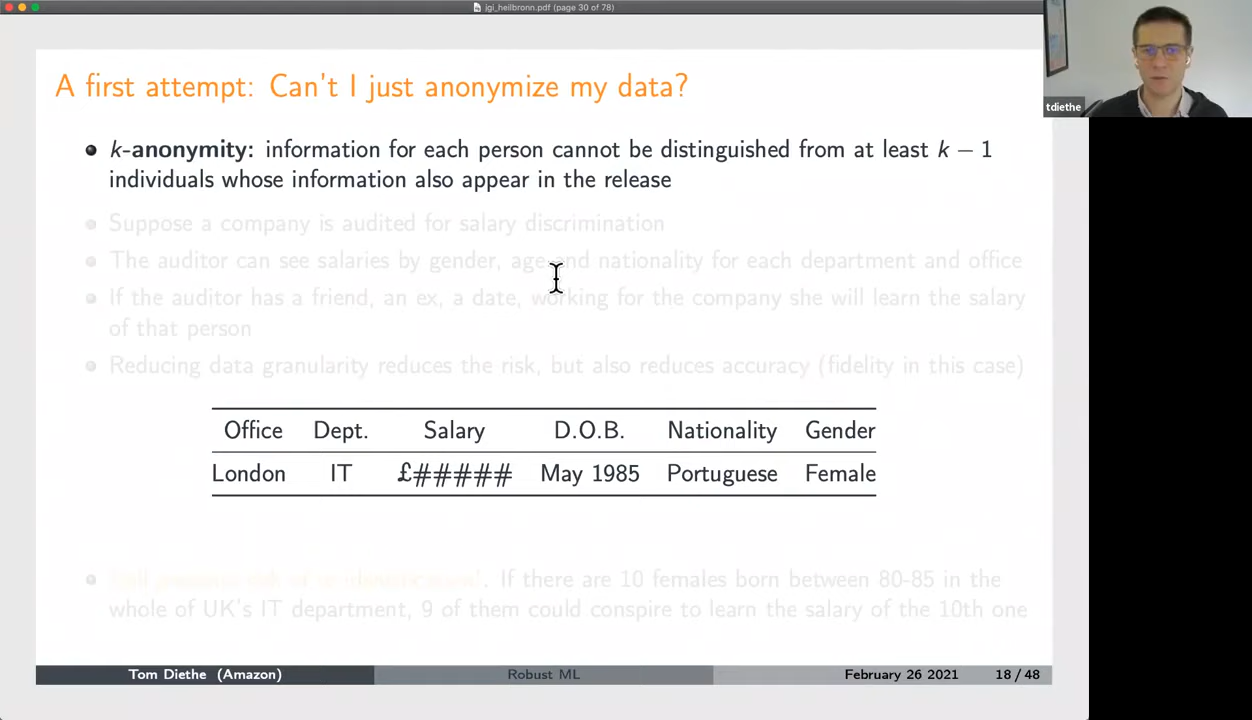 jgi_heilbronn.pdf (page 30 of 78)
tdiethe
A first attempt: Can't I just anonymize my data?
k-anonymity: information for each person cannot be distinguished from at least k − 1
individuals whose information also appear in the release
Suppose a company is audited for salary discrimination
The auditor can see salaries by gender, age and nationality for each department and office
If the auditor has a friend, an ex, a date, working for the company she will learn the salary
of that person
Reducing data granularity reduces the risk, but also reduces accuracy (fidelity in this case)
Office Dept. Salary D.O.B. Nationality Gender
London IT £##### May 1985 Portuguese Female
If there are 10 females born between 80-85 in the
whole of UK's IT department, 9 of them could conspire to learn the salary of the 10th one
Tom Diethe (Amazon) Robust ML February 26 2021 18 / 48